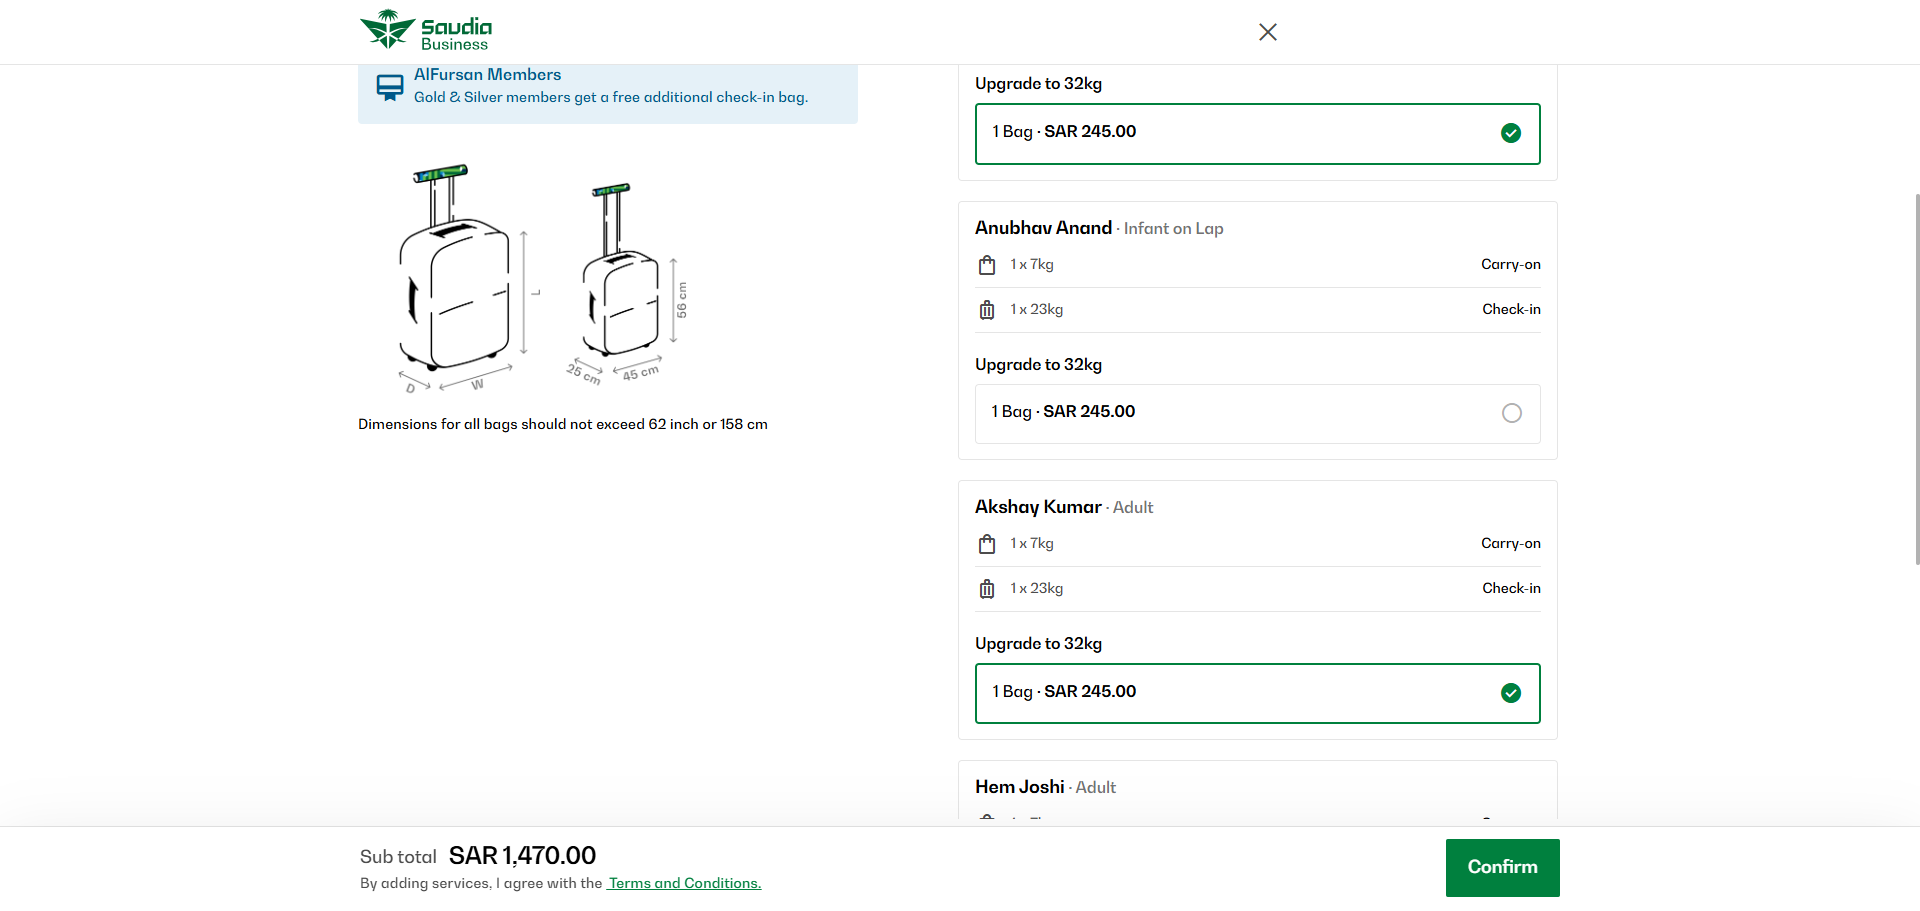 Saudia
Business
AlFursan Members
Gold & Silver members get a free additional check-in bag.
L
D
W
56 cm
25 cm
45 cm
Dimensions for all bags should not exceed 62 inch or 158 cm
Upgrade to 32kg
1 Bag · SAR 245.00
Anubhav Anand · Infant on Lap
1 x 7kg Carry-on
1 x 23kg Check-in
Upgrade to 32kg
1 Bag · SAR 245.00
Akshay Kumar · Adult
1 x 7kg Carry-on
1 x 23kg Check-in
Upgrade to 32kg
1 Bag · SAR 245.00
Hem Joshi · Adult
Sub total SAR 1,470.00
By adding services, I agree with the Terms and Conditions.
Confirm